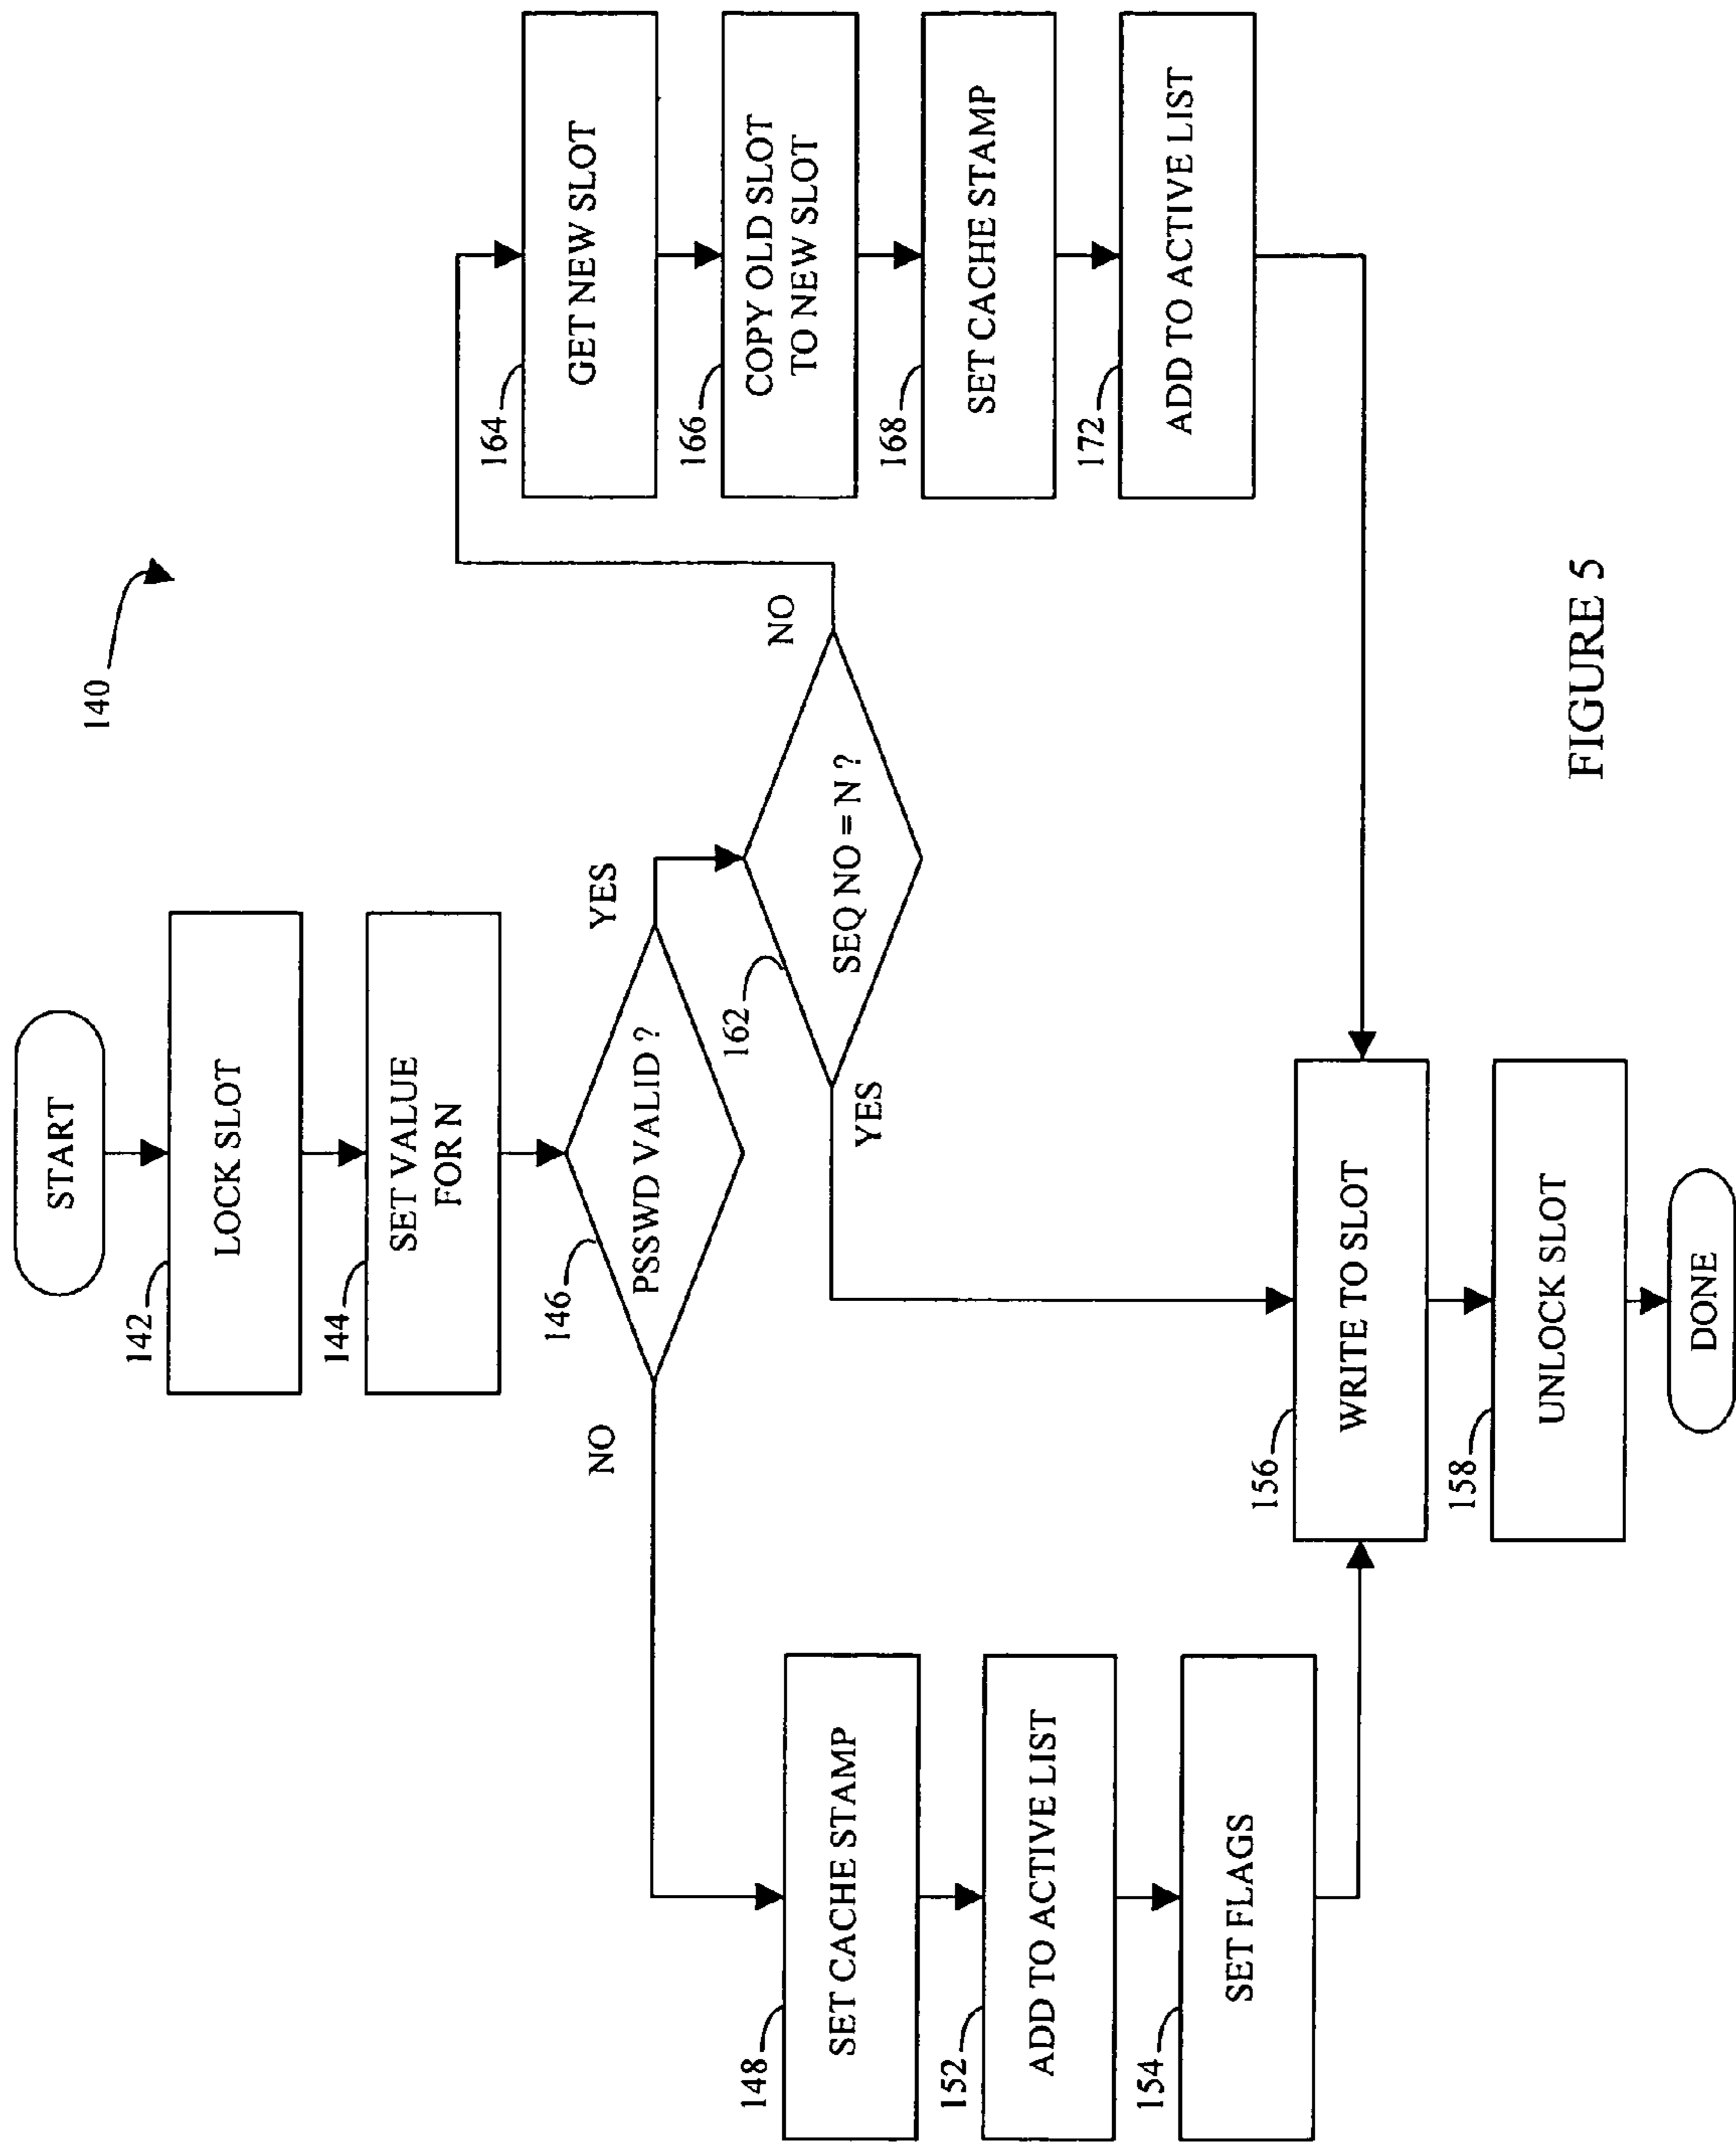 140
START
142
LOCK SLOT
144
SET VALUE
FOR N
146
PSSWD VALID ?
NO
YES
148
SET CACHE STAMP
152
ADD TO ACTIVE LIST
154
SET FLAGS
162
SEQ NO = N ?
YES
NO
164
GET NEW SLOT
166
COPY OLD SLOT
TO NEW SLOT
168
SET CACHE STAMP
172
ADD TO ACTIVE LIST
156
WRITE TO SLOT
158
UNLOCK SLOT
DONE
FIGURE 5